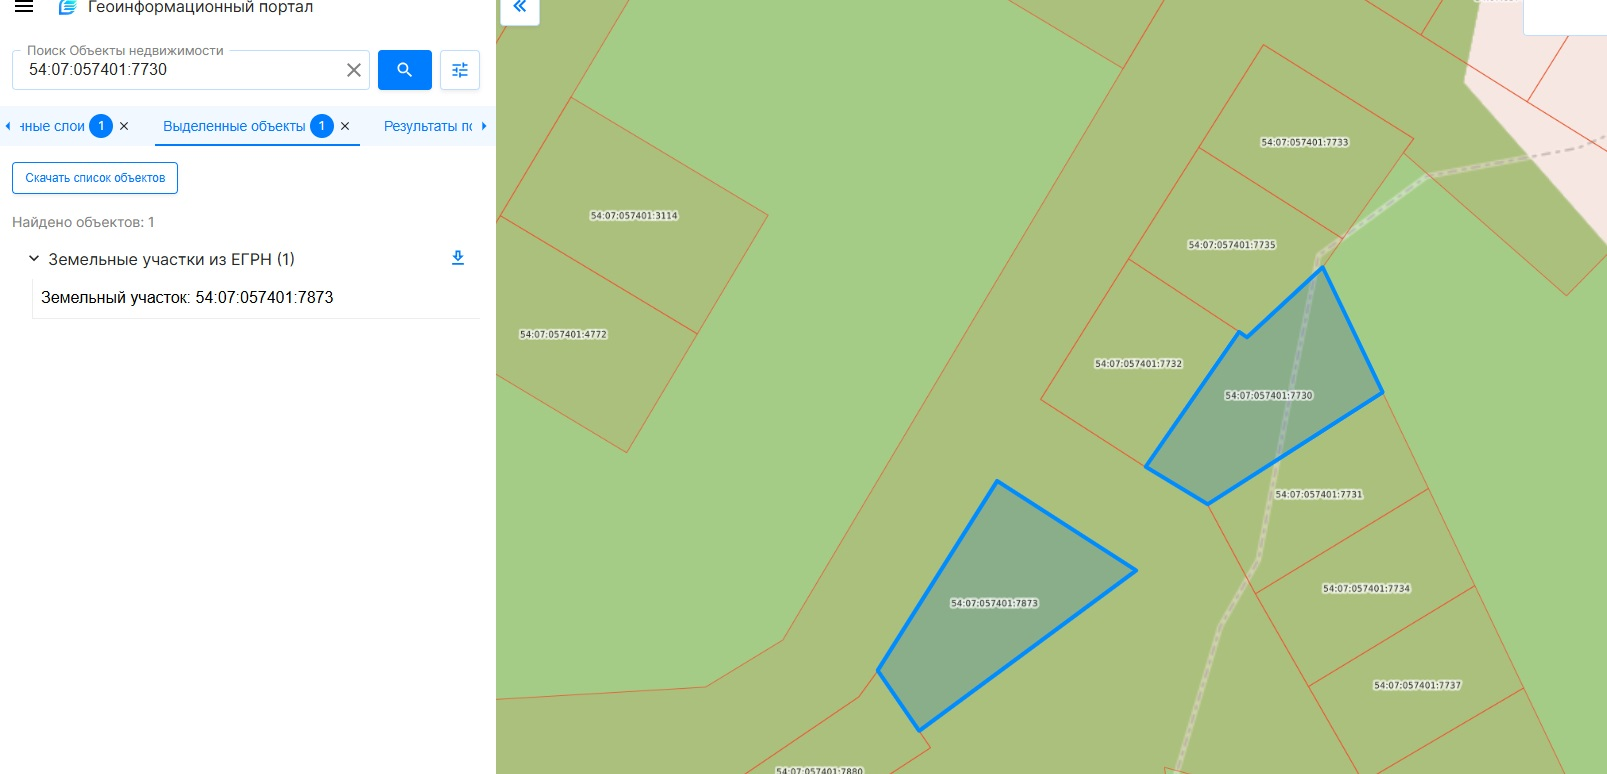 Геоинформационный портал
Поиск Объекты недвижимости
54:07:057401:7730
нные слои 1
Выделенные объекты 1
Результаты по
Скачать список объектов
Найдено объектов: 1
Земельные участки из ЕГРН (1)
Земельный участок: 54:07:057401:7873
54:07:057401:7733
54:07:057401:3114
54:07:057401:7735
54:07:057401:4772
54:07:057401:7732
54:07:057401:7730
54:07:057401:7731
54:07:057401:7734
54:07:057401:7873
54:07:057401:7737
54:07:057401:7880